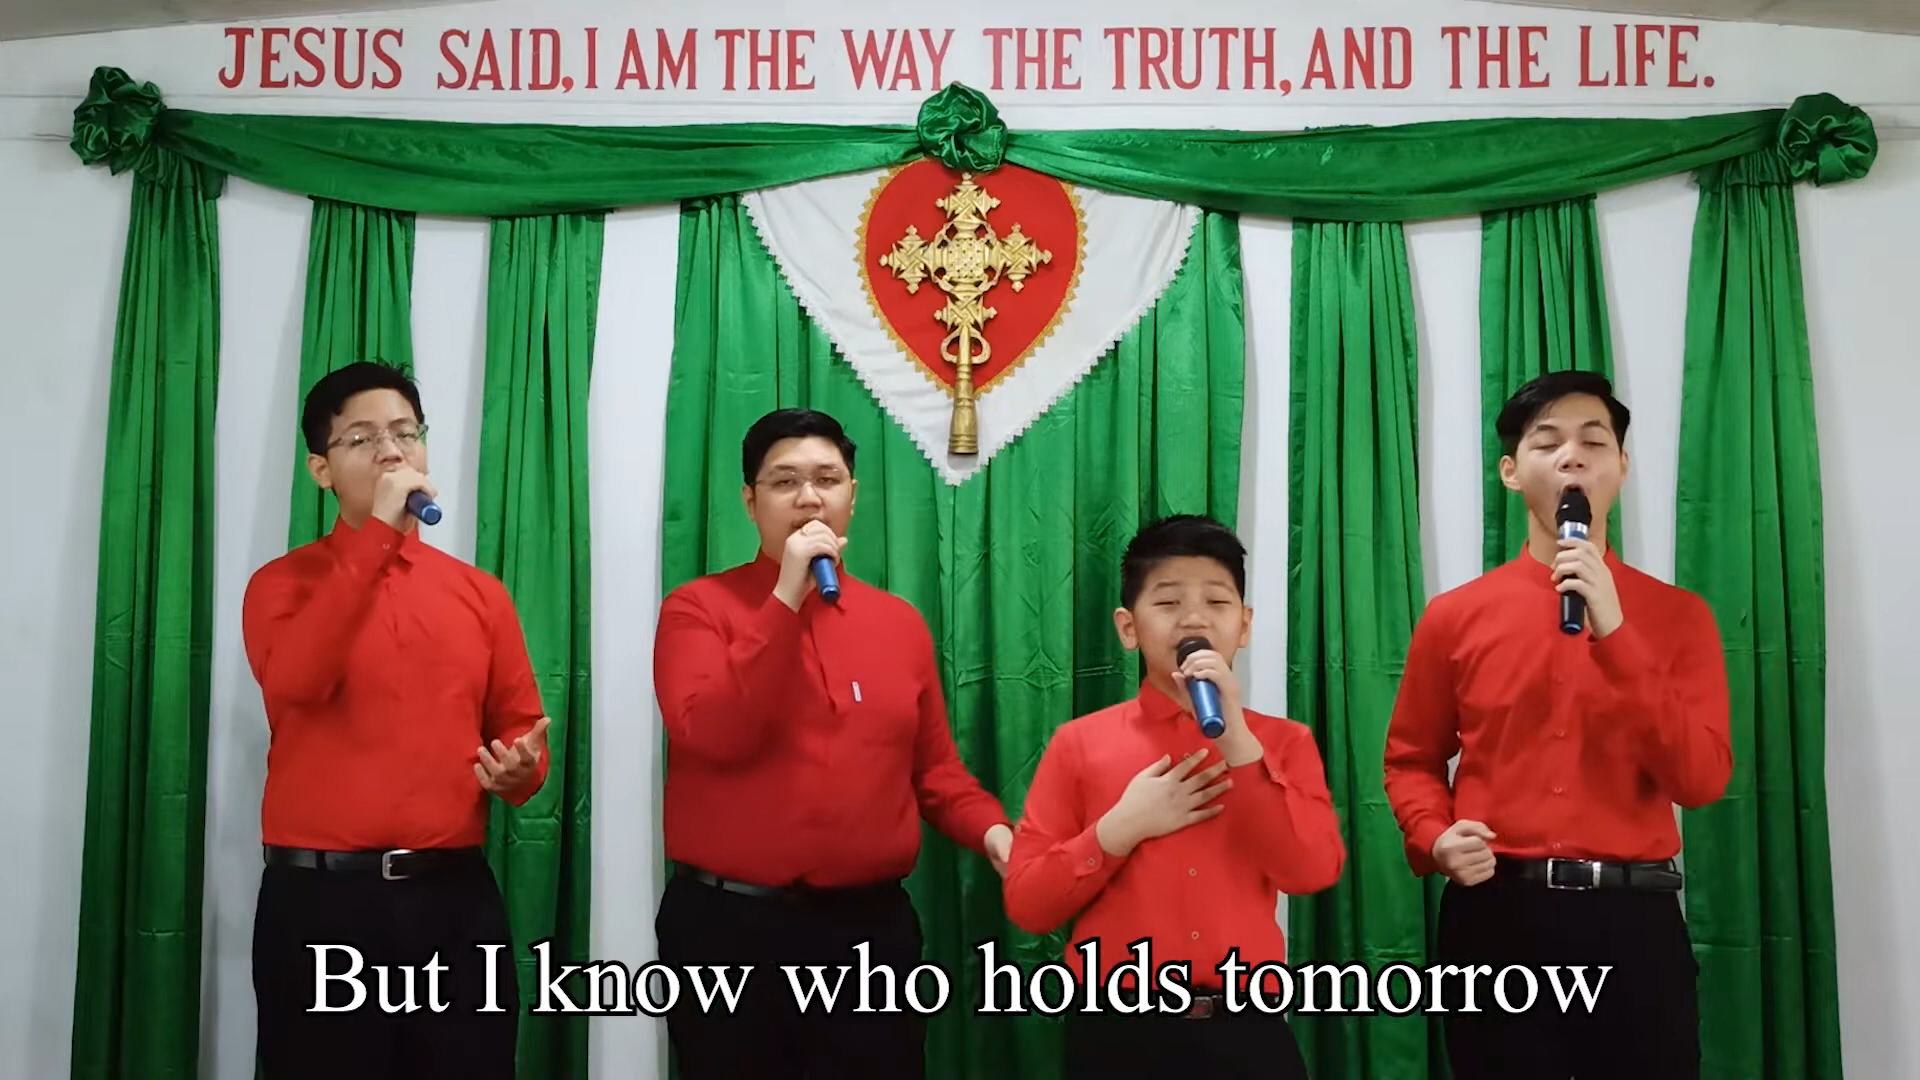 JESUS SAID, I AM THE WAY THE TRUTH, AND THE LIFE.
But I know who holds tomorrow